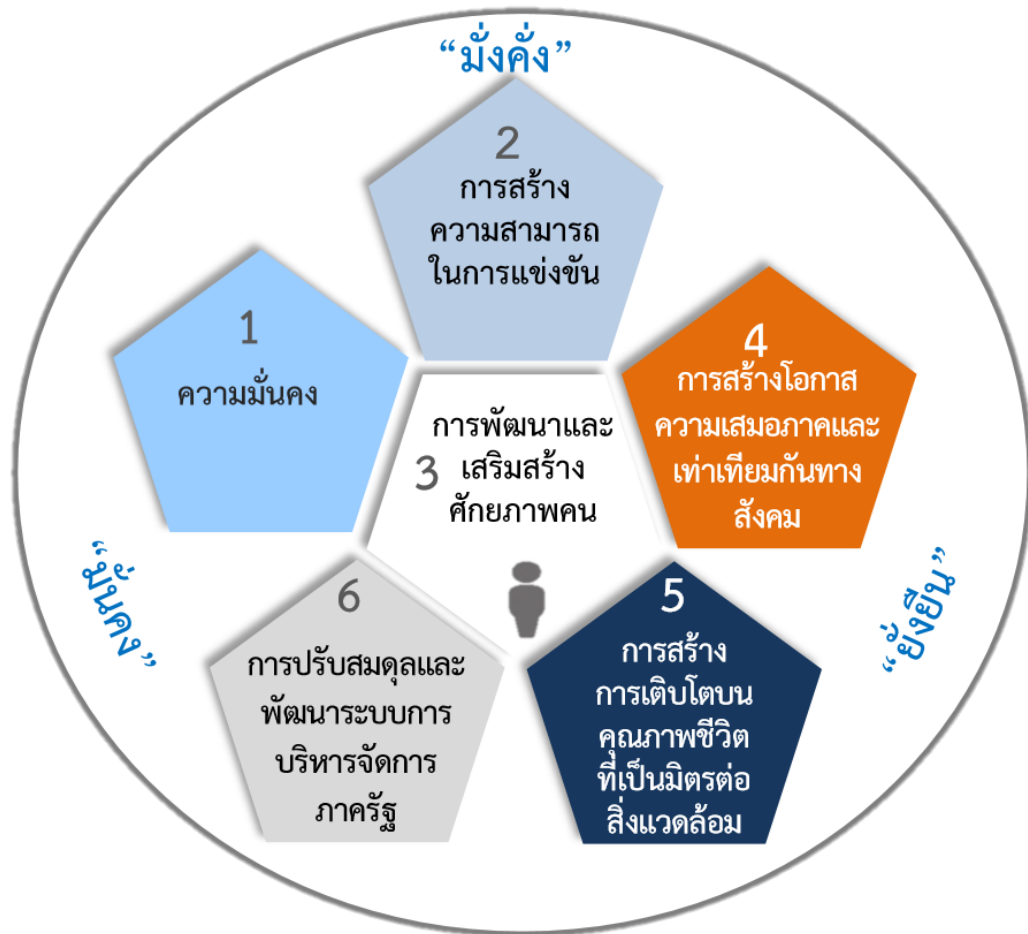 “มั่งคั่ง”
2
การสร้าง
ความสามารถ
ในการแข่งขัน
1
ความมั่นคง
4
การสร้างโอกาส
ความเสมอภาคและ
เท่าเทียมกันทาง
สังคม
การพัฒนาและ
3 เสริมสร้าง
ศักยภาพคน
“มั่นคง”
“ยั่งยืน”
6
การปรับสมดุลและ
พัฒนาระบบการ
บริหารจัดการ
ภาครัฐ
5
การสร้าง
การเติบโตบน
คุณภาพชีวิต
ที่เป็นมิตรต่อ
สิ่งแวดล้อม